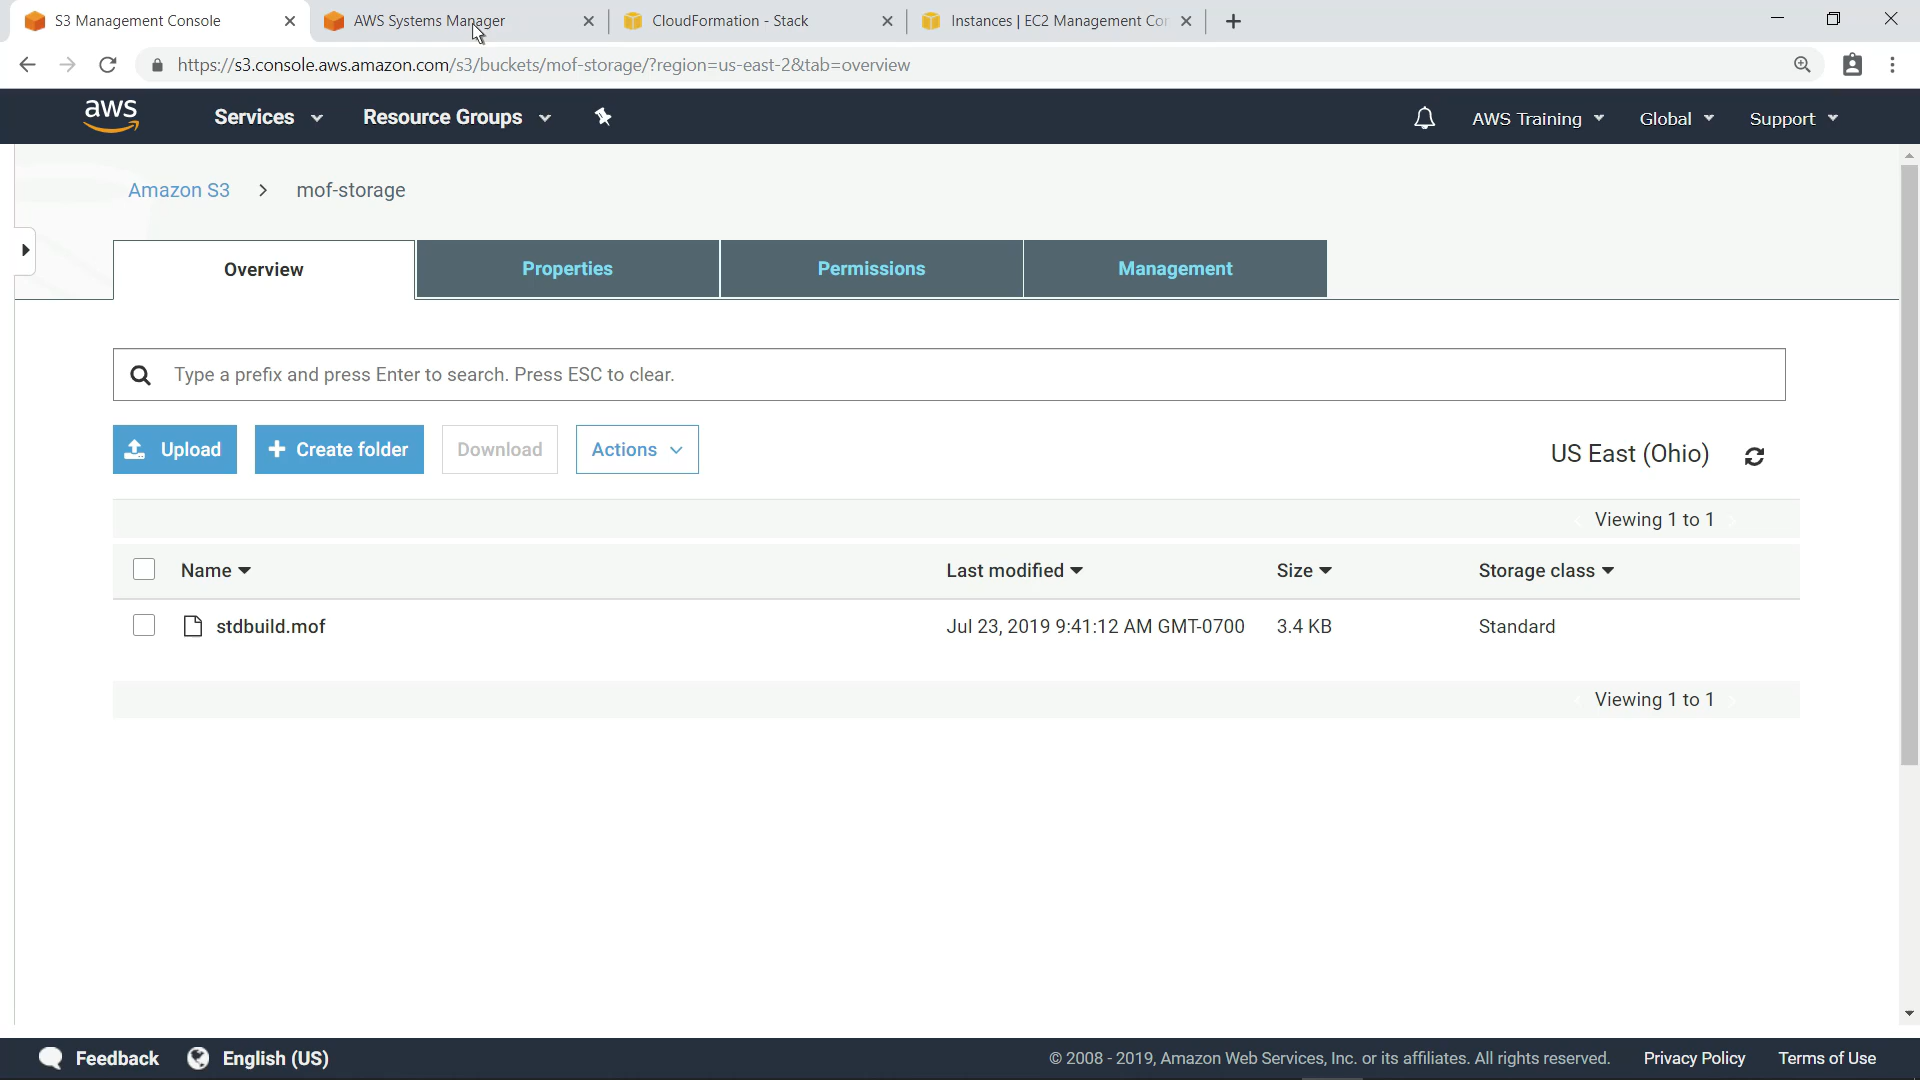 S3 Management Console
AWS Systems Manager
CloudFormation - Stack
Instances | EC2 Management Con
https://s3.console.aws.amazon.com/s3/buckets/mof-storage/?region=us-east-2&tab=overview
aws
Services
Resource Groups
AWS Training
Global
Support
Amazon S3 > mof-storage
Overview
Properties
Permissions
Management
Type a prefix and press Enter to search. Press ESC to clear.
Upload
+ Create folder
Download
Actions
US East (Ohio)
Viewing 1 to 1
Name
Last modified
Size
Storage class
stdbuild.mof
Jul 23, 2019 9:41:12 AM GMT-0700
3.4 KB
Standard
Viewing 1 to 1
Feedback
English (US)
© 2008 - 2019, Amazon Web Services, Inc. or its affiliates. All rights reserved.
Privacy Policy
Terms of Use